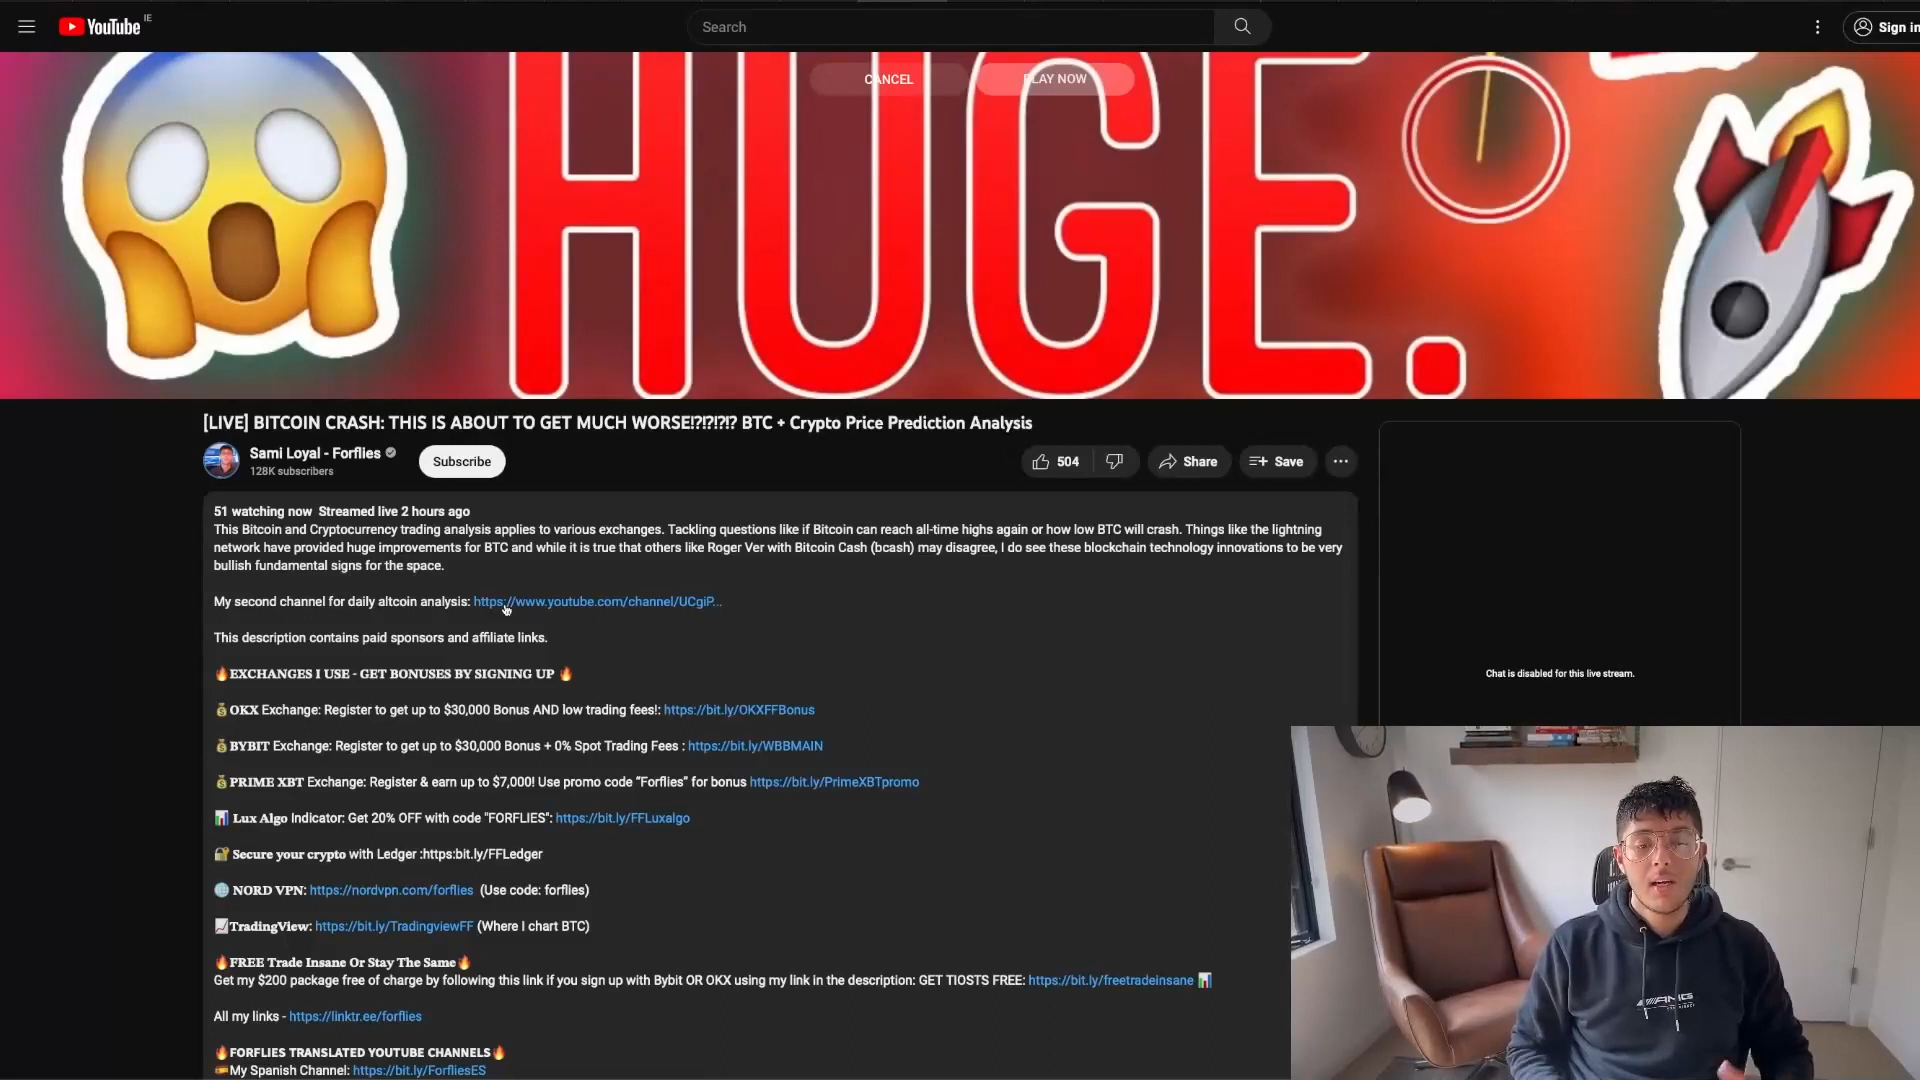 YouTube IE
Search
Sign in
CANCEL
PLAY NOW
HUGE.
[LIVE] BITCOIN CRASH: THIS IS ABOUT TO GET MUCH WORSE!?!?!?!? BTC + Crypto Price Prediction Analysis
Sami Loyal - Forflies
128K subscribers
Subscribe
504
Share
Save
51 watching now Streamed live 2 hours ago
This Bitcoin and Cryptocurrency trading analysis applies to various exchanges. Tackling questions like if Bitcoin can reach all-time highs again or how low BTC will crash. Things like the lightning
network have provided huge improvements for BTC and while it is true that others like Roger Ver with Bitcoin Cash (bcash) may disagree, I do see these blockchain technology innovations to be very
bullish fundamental signs for the space.
My second channel for daily altcoin analysis: https://www.youtube.com/channel/UCgiP...
This description contains paid sponsors and affiliate links.
🔥EXCHANGES I USE - GET BONUSES BY SIGNING UP 🔥
💰OKX Exchange: Register to get up to $30,000 Bonus AND low trading fees!: https://bit.ly/OKXFFBonus
💰BYBIT Exchange: Register to get up to $30,000 Bonus + 0% Spot Trading Fees : https://bit.ly/WBBMAIN
💰PRIME XBT Exchange: Register & earn up to $7,000! Use promo code “Forflies” for bonus https://bit.ly/PrimeXBTpromo
📊 Lux Algo Indicator: Get 20% OFF with code "FORFLIES": https://bit.ly/FFLuxalgo
🔐 Secure your crypto with Ledger :https:bit.ly/FFLedger
🌐 NORD VPN: https://nordvpn.com/forflies (Use code: forflies)
📈TradingView: https://bit.ly/TradingviewFF (Where I chart BTC)
🔥FREE Trade Insane Or Stay The Same🔥
Get my $200 package free of charge by following this link if you sign up with Bybit OR OKX using my link in the description: GET TIOSTS FREE: https://bit.ly/freetradeinsane 📊
All my links - https://linktr.ee/forflies
🔥FORFLIES TRANSLATED YOUTUBE CHANNELS🔥
🇪🇸My Spanish Channel: https://bit.ly/ForfliesES
Chat is disabled for this live stream.
AMG